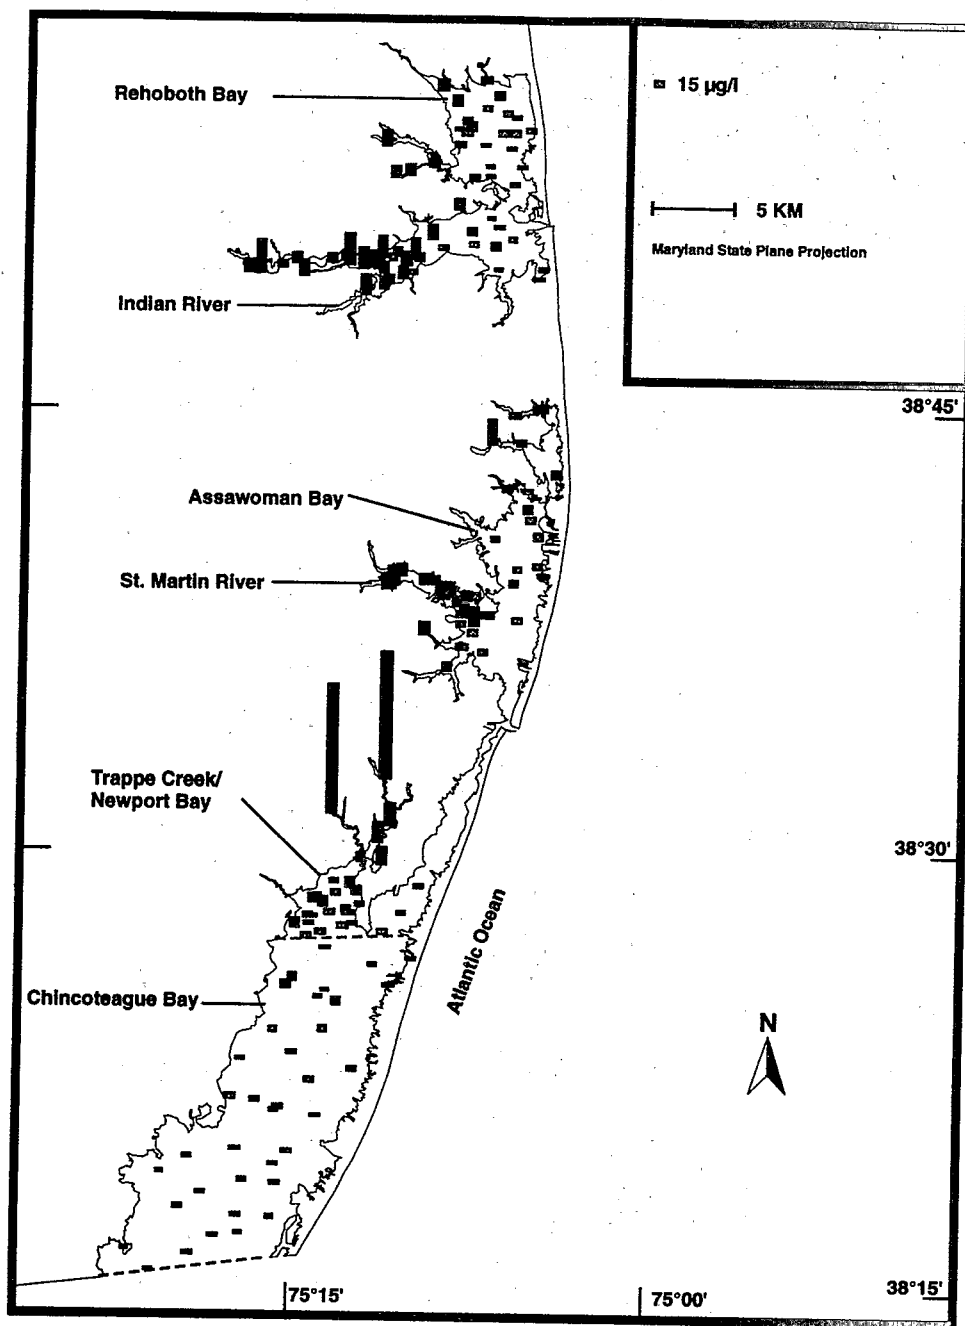 Rehoboth Bay
15 µg/l
5 KM
Maryland State Plane Projection
Indian River
38°45'
Assawoman Bay
St. Martin River
Trappe Creek/
Newport Bay
38°30'
Atlantic Ocean
Chincoteague Bay
N
75°15'
75°00'
38°15'